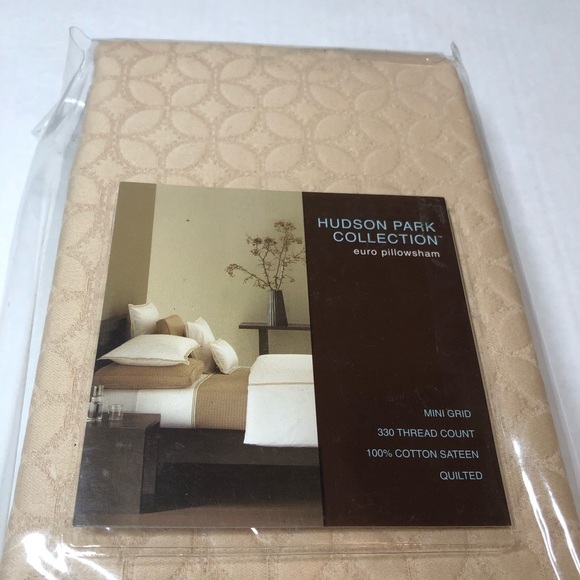 HUDSON PARK
COLLECTION™
euro pillowsham
MINI GRID
330 THREAD COUNT
100% COTTON SATEEN
QUILTED